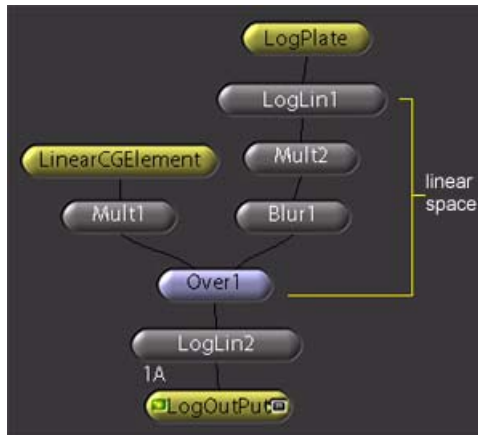 LogPlate
LogLin1
LinearCGElement
Mult2
linear
space
Mult1
Blur1
Over1
LogLin2
1A
LogOutPut